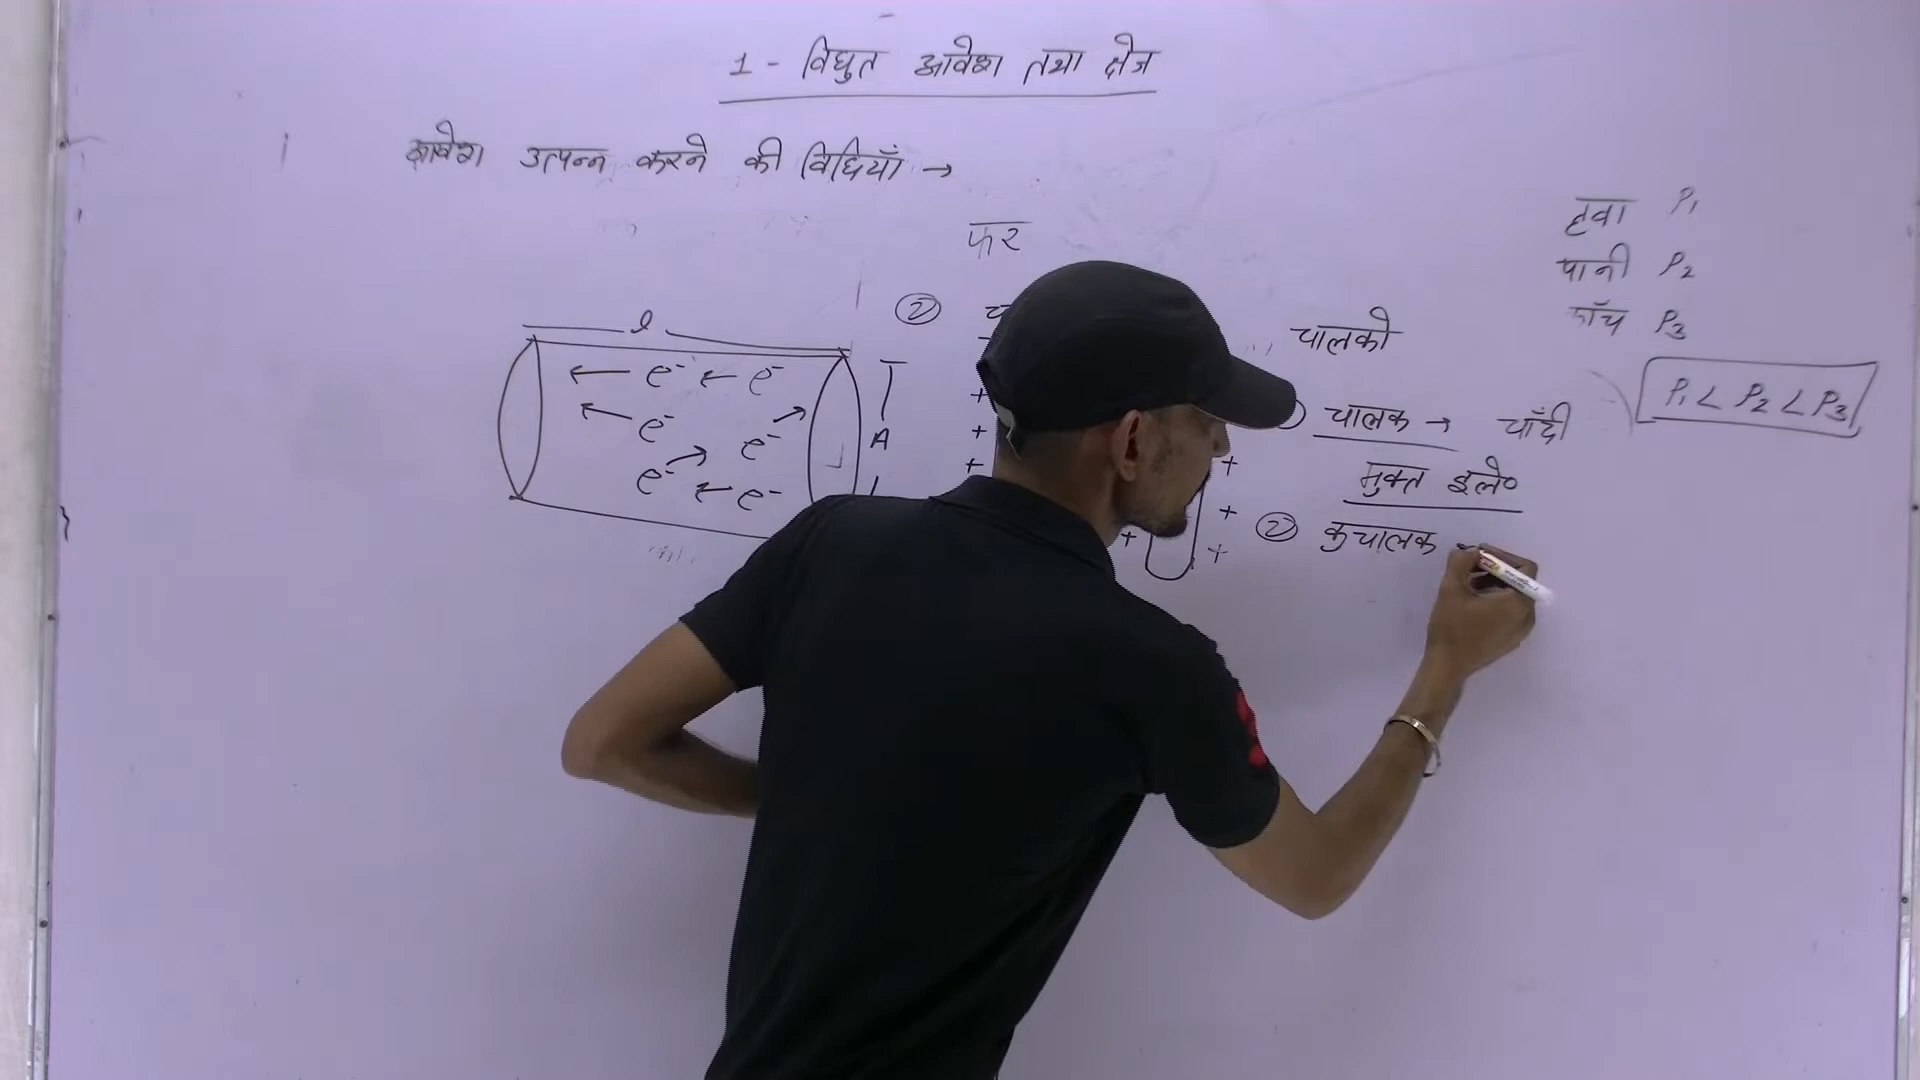 1 - विद्युत आवेश तथा क्षेत्र
आवेश उत्पन्न करने की विधियाँ →
हवा P₁
पानी P₂
काँच P₃
P₁ < P₂ < P₃
फर
②
चालको
चालक → चाँदी
मुक्त इले०
② कुचालक
l
← e⁻ ← e⁻
← e⁻ e⁻ ↗
e⁻ → ← e⁻
A
+
+
+
+
+
+
+